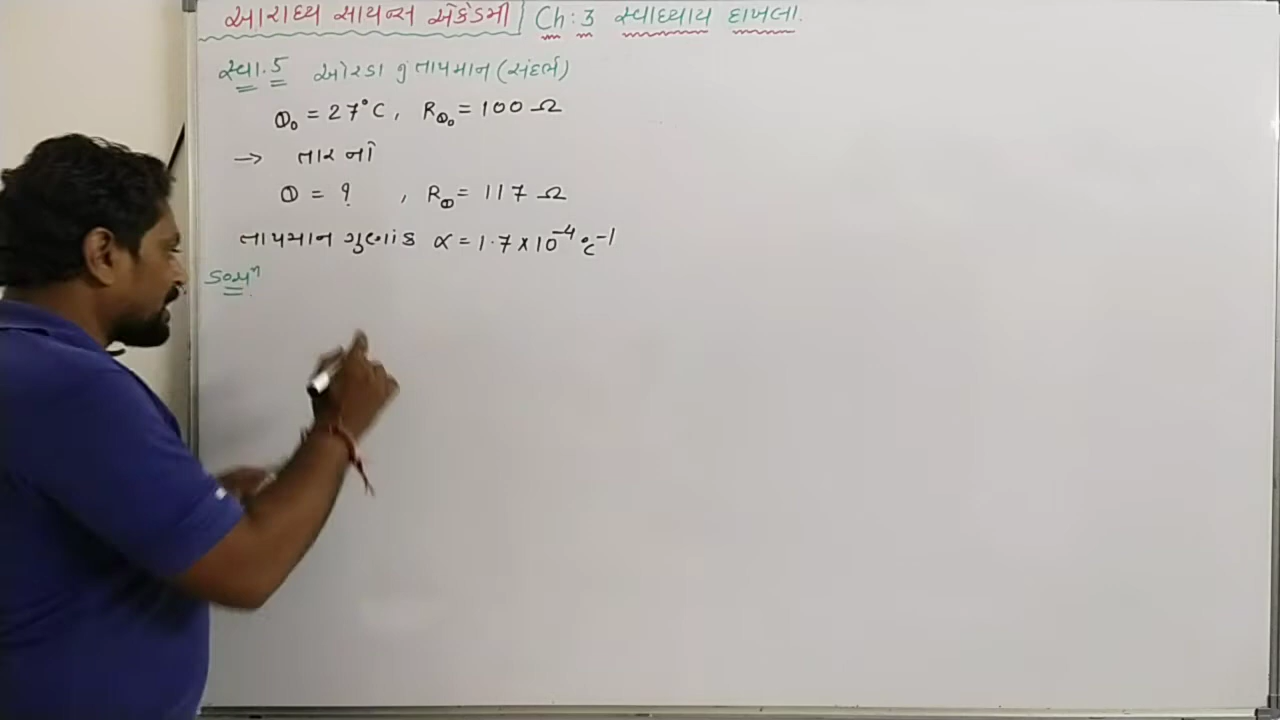 આરાધ્ય સાયન્સ એકેડમી | Ch: 3 સ્વાધ્યાય દાખલા.
સ્વા. 5 ઓરડા નું તાપમાન (સંદર્ભ)
θ₀ = 27°C, R_θ₀ = 100 Ω
→ તાર નાં
θ = ?, R_θ = 117 Ω
તાપમાન ગુણાંક α = 1.7 × 10⁻⁴ °C⁻¹